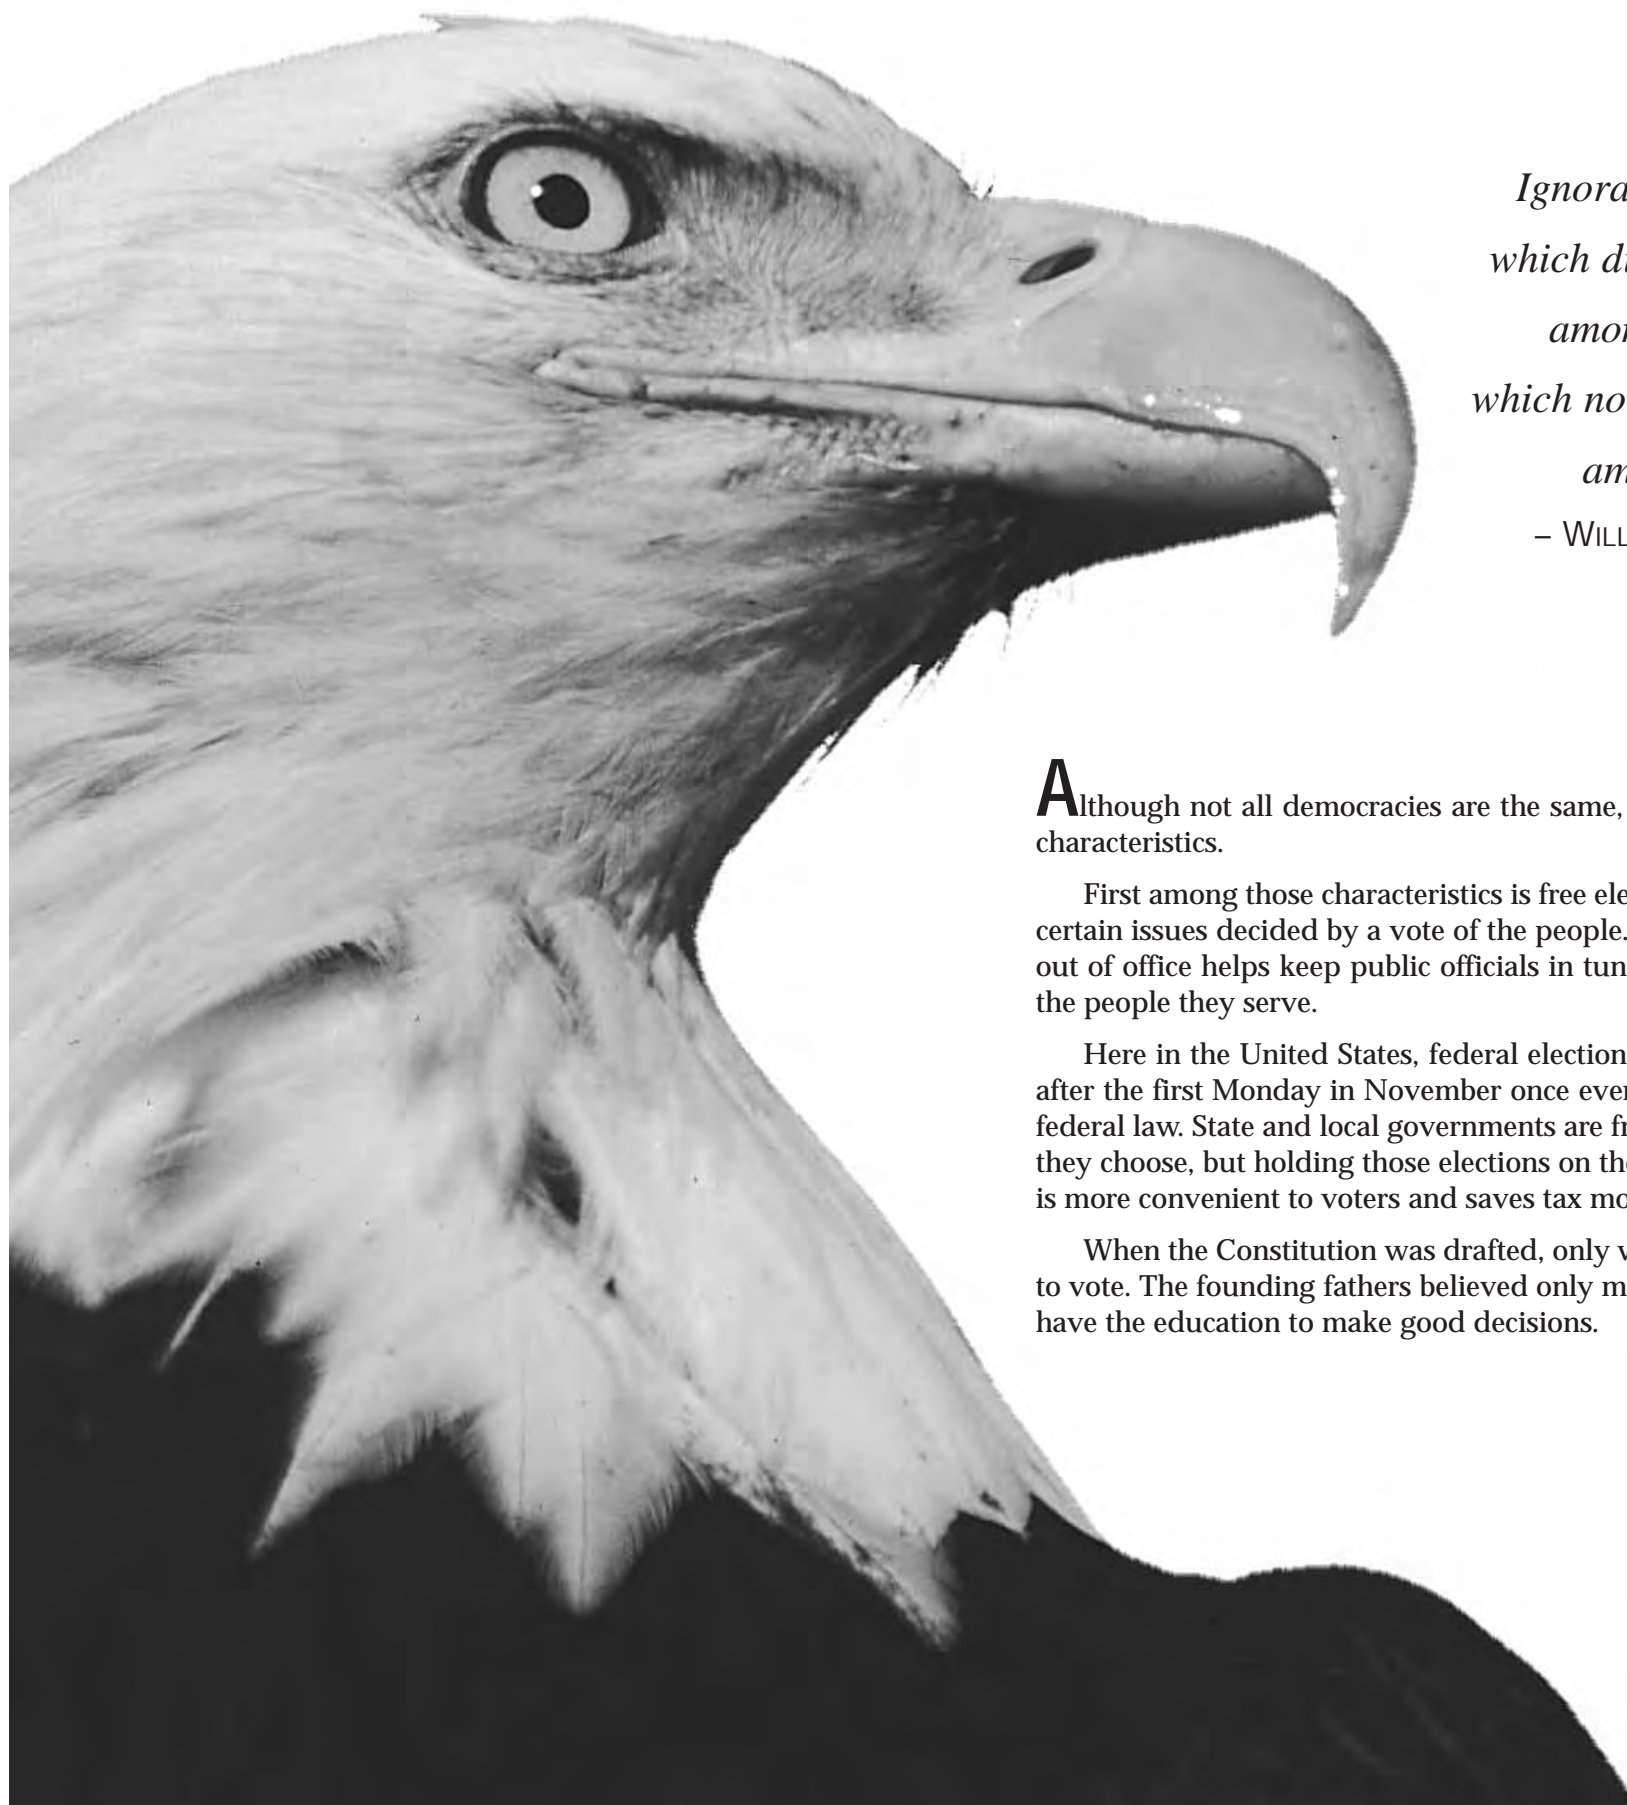 Ignora
which di
amon
which no
am
– WILL
Although not all democracies are the same,
characteristics.
First among those characteristics is free ele
certain issues decided by a vote of the people.
out of office helps keep public officials in tun
the people they serve.
Here in the United States, federal election
after the first Monday in November once ever
federal law. State and local governments are fr
they choose, but holding those elections on the
is more convenient to voters and saves tax mo
When the Constitution was drafted, only w
to vote. The founding fathers believed only m
have the education to make good decisions.